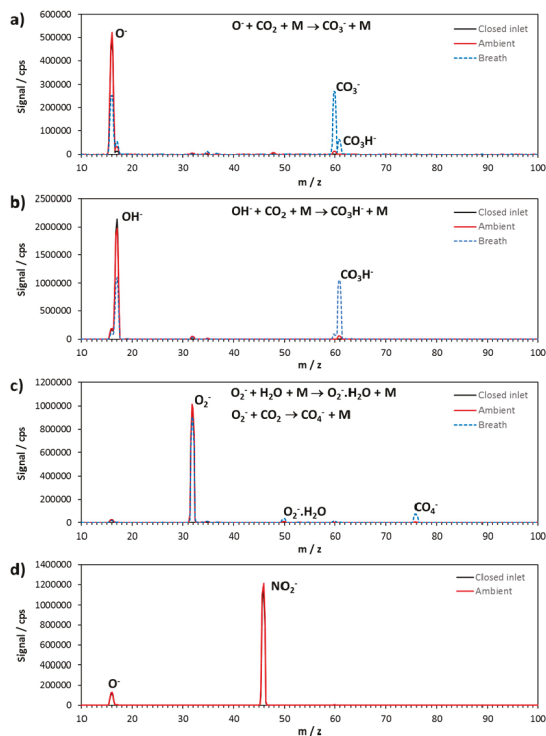 a)
O⁻ + CO₂ + M → CO₃⁻ + M
O⁻
CO₃⁻
CO₃H⁻
Closed inlet
Ambient
Breath
Signal / cps
600000
500000
400000
300000
200000
100000
0
10 20 30 40 50 60 70 80 90 100
m / z
b)
OH⁻ + CO₂ + M → CO₃H⁻ + M
OH⁻
CO₃H⁻
Closed inlet
Ambient
Breath
Signal / cps
2500000
2000000
1500000
1000000
500000
0
10 20 30 40 50 60 70 80 90 100
m / z
c)
O₂⁻ + H₂O + M → O₂⁻.H₂O + M
O₂⁻ + CO₂ → CO₄⁻ + M
O₂⁻
O₂⁻.H₂O
CO₄⁻
Closed inlet
Ambient
Breath
Signal / cps
1200000
1000000
800000
600000
400000
200000
0
10 20 30 40 50 60 70 80 90 100
m / z
d)
NO₂⁻
O⁻
Closed inlet
Ambient
Signal / cps
1400000
1200000
1000000
800000
600000
400000
200000
0
10 20 30 40 50 60 70 80 90 100
m / z